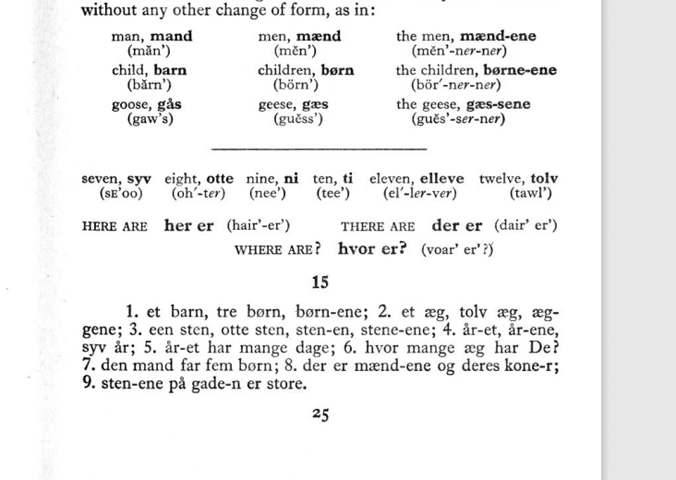 without any other change of form, as in:
man, mand men, mænd the men, mænd-ene
(măn’) (mĕn’) (mĕn’-ner-ner)
child, barn children, børn the children, børne-ene
(bărn’) (börn’) (bör’-ner-ner)
goose, gås geese, gæs the geese, gæs-sene
(gaw’s) (guĕss’) (guĕs’-ser-ner)
seven, syv eight, otte nine, ni ten, ti eleven, elleve twelve, tolv
(sE’oo) (oh’-ter) (nee’) (tee’) (el’-ler-ver) (tawl’)
HERE ARE her er (hair’-er’) THERE ARE der er (dair’ er’)
WHERE ARE? hvor er? (voar’ er’?)
15
1. et barn, tre børn, børn-ene; 2. et æg, tolv æg, æg-
gene; 3. een sten, otte sten, sten-en, stene-ene; 4. år-et, år-ene,
syv år; 5. år-et har mange dage; 6. hvor mange æg har De?
7. den mand far fem børn; 8. der er mænd-ene og deres kone-r;
9. sten-ene på gade-n er store.
25